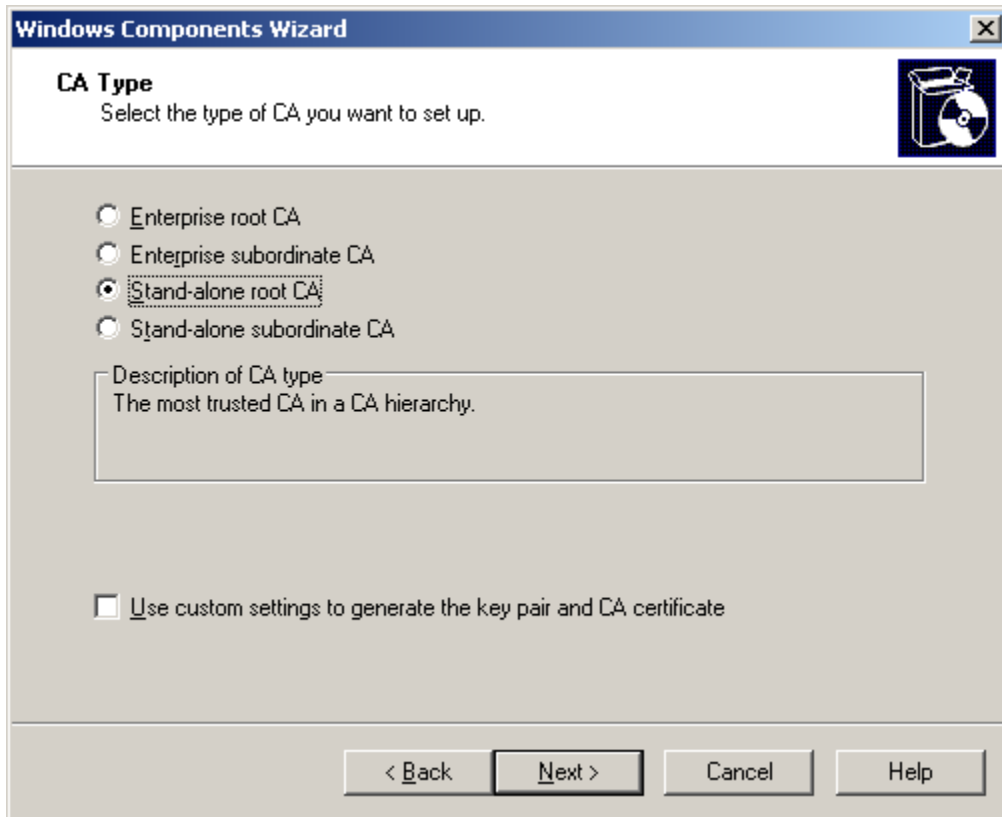 Windows Components Wizard
CA Type
Select the type of CA you want to set up.
Enterprise root CA
Enterprise subordinate CA
Stand-alone root CA
Stand-alone subordinate CA
Description of CA type
The most trusted CA in a CA hierarchy.
Use custom settings to generate the key pair and CA certificate
< Back Next > Cancel Help